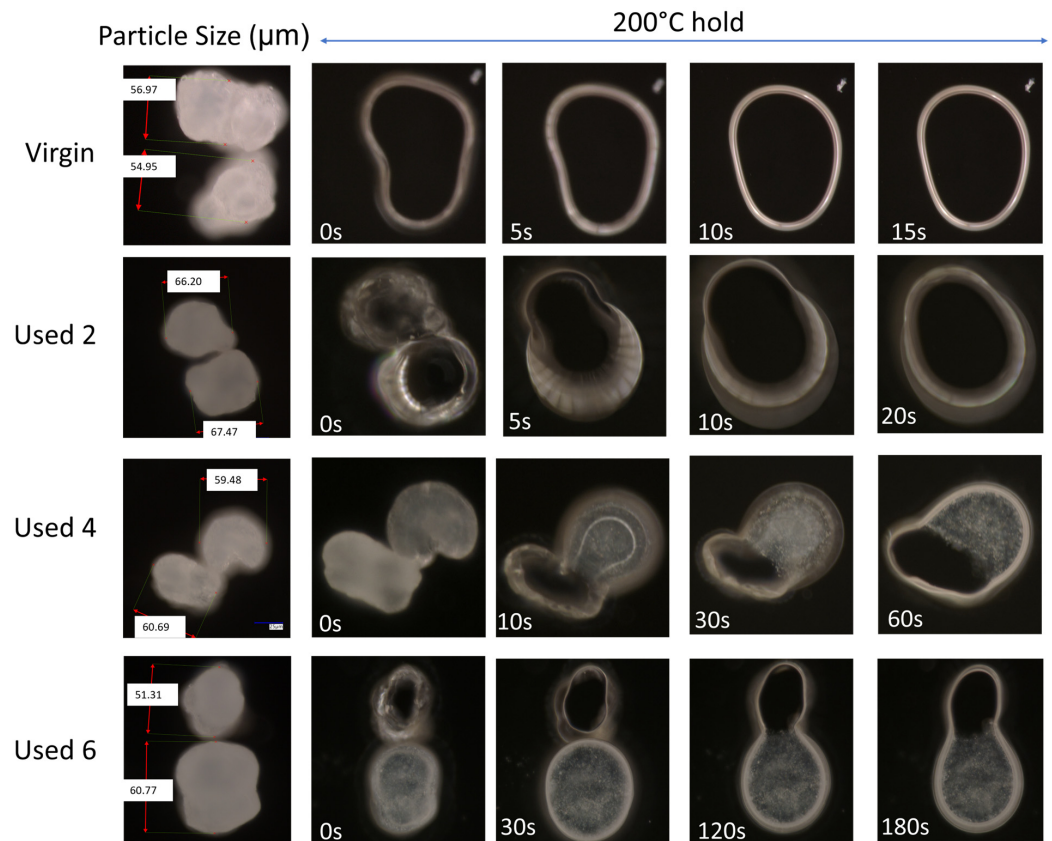 Particle Size (µm)
200°C hold
Virgin
56.97
54.95
0s
5s
10s
15s
Used 2
66.20
67.47
0s
5s
10s
20s
Used 4
59.48
60.69
0s
10s
30s
60s
Used 6
51.31
60.77
0s
30s
120s
180s